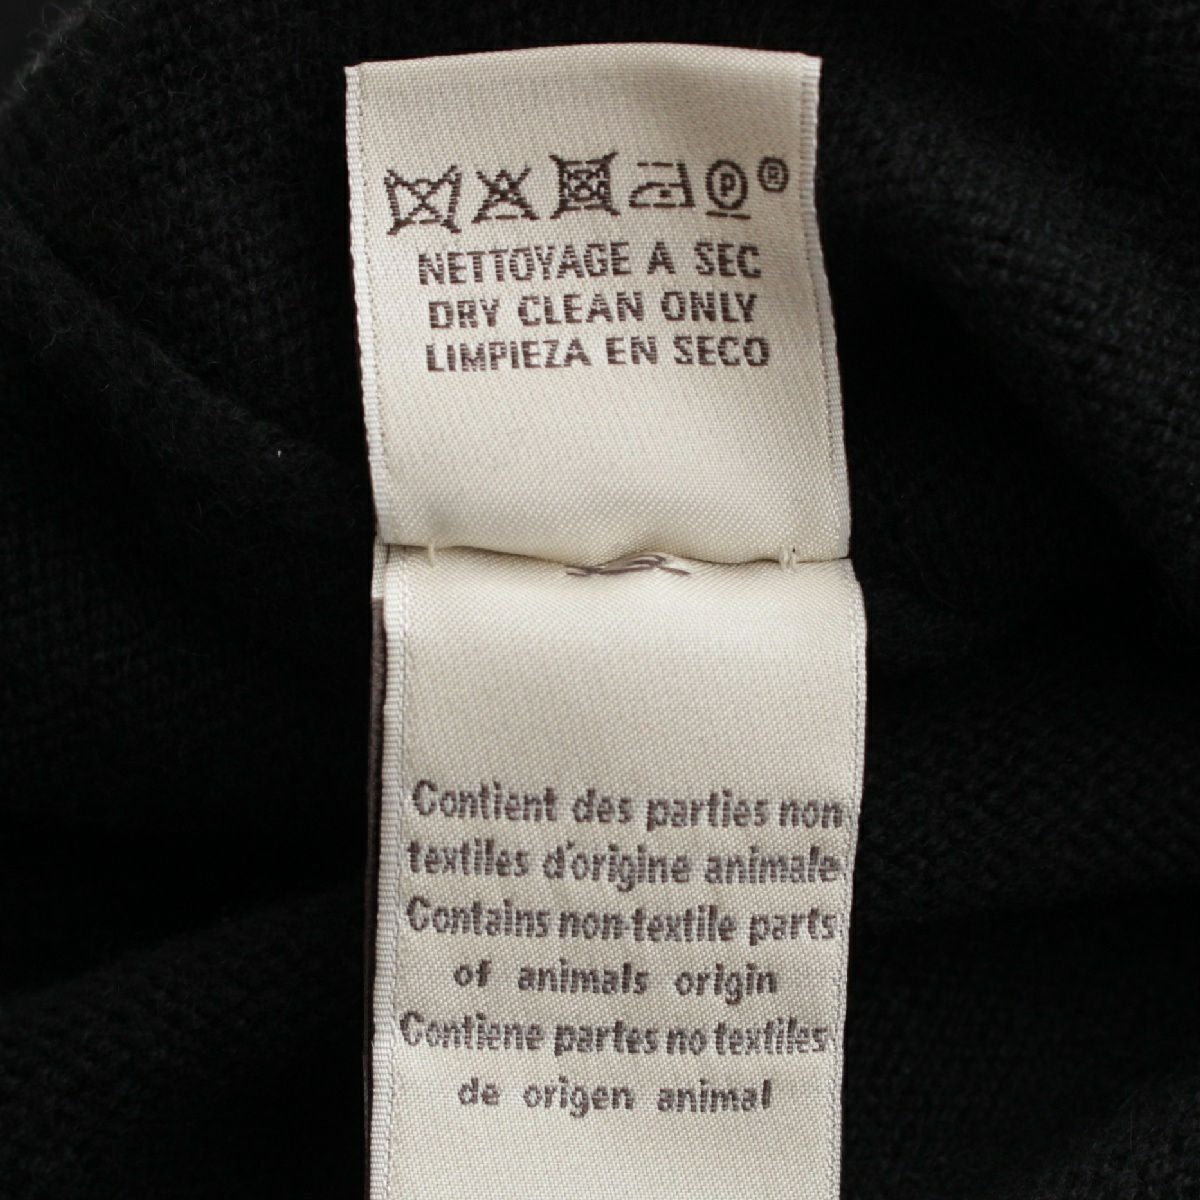 P ®
NETTOYAGE A SEC
DRY CLEAN ONLY
LIMPIEZA EN SECO
Contient des parties non
textiles d'origine animale
Contains non-textile parts
of animals origin
Contiene partes no textiles
de origen animal